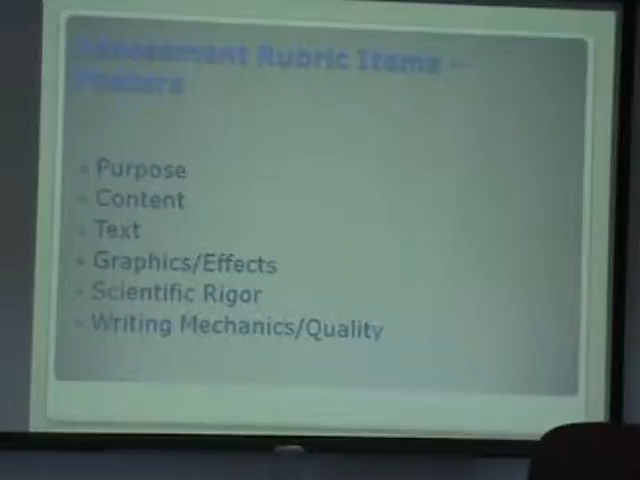 Assessment Rubric Items –
Posters
Purpose
Content
Text
Graphics/Effects
Scientific Rigor
Writing Mechanics/Quality